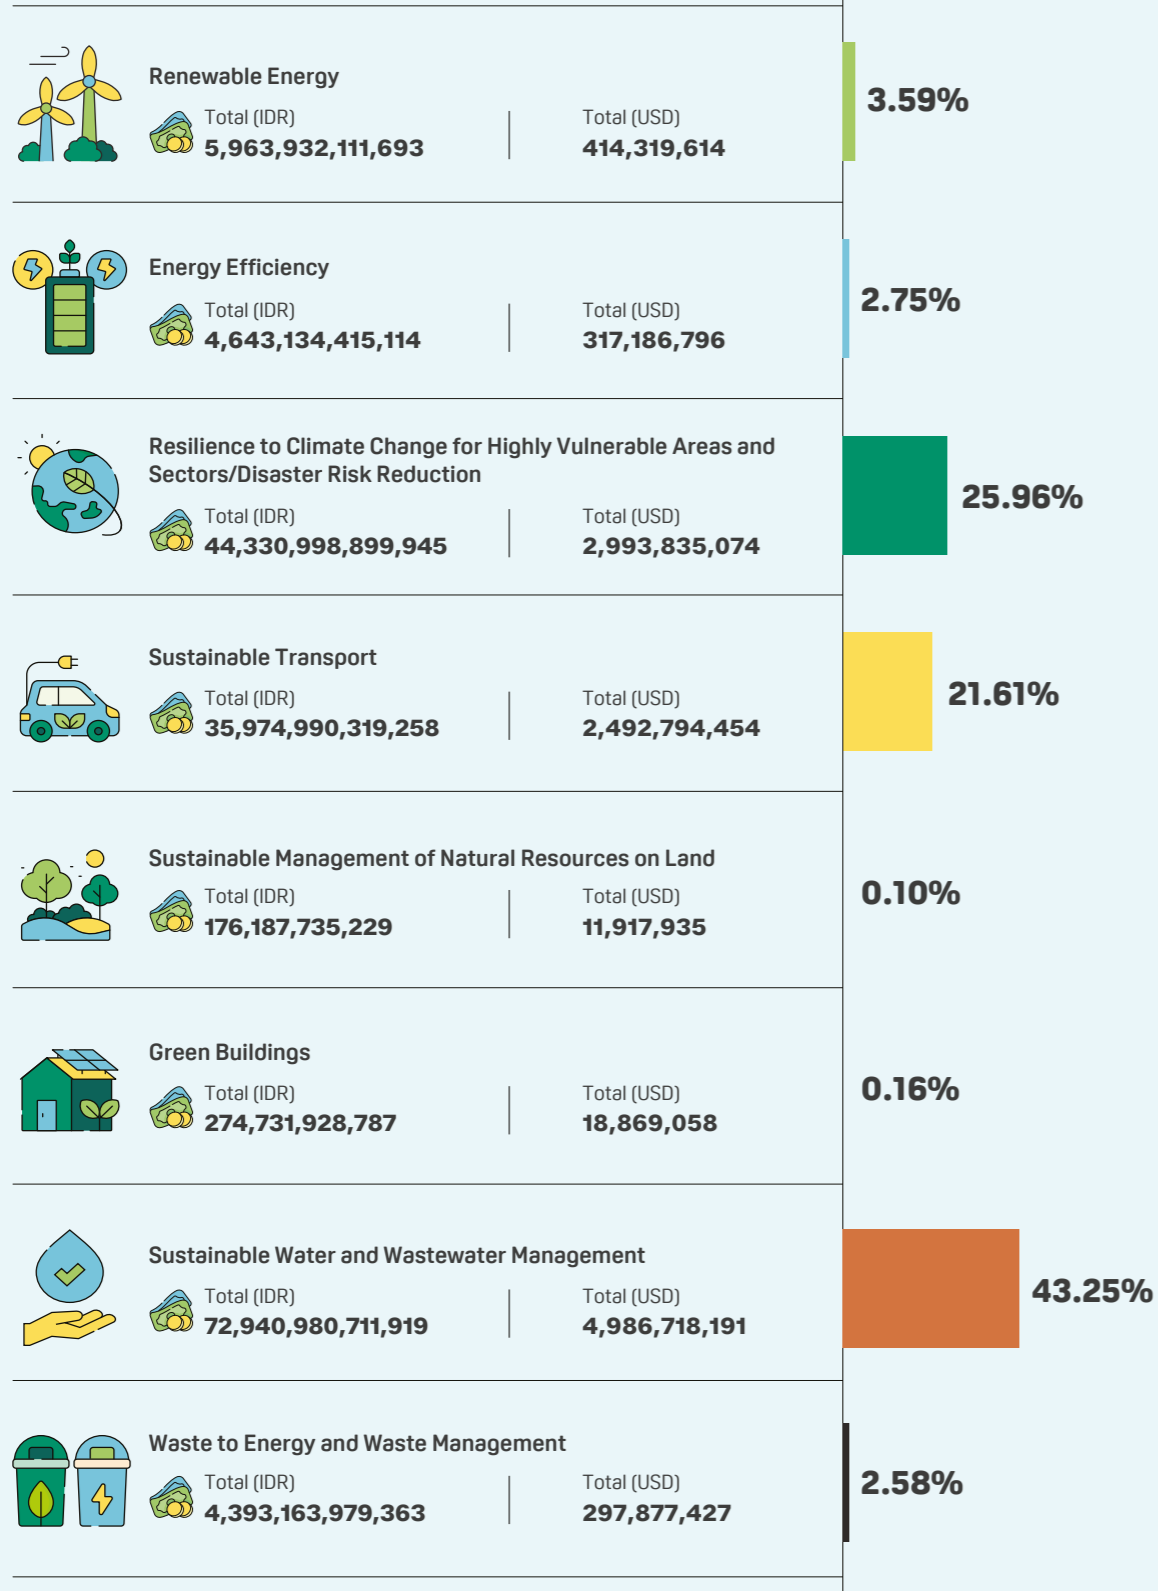 Renewable Energy
Total (IDR)
5,963,932,111,693
Total (USD)
414,319,614
3.59%
Energy Efficiency
Total (IDR)
4,643,134,415,114
Total (USD)
317,186,796
2.75%
Resilience to Climate Change for Highly Vulnerable Areas and
Sectors/Disaster Risk Reduction
Total (IDR)
44,330,998,899,945
Total (USD)
2,993,835,074
25.96%
Sustainable Transport
Total (IDR)
35,974,990,319,258
Total (USD)
2,492,794,454
21.61%
Sustainable Management of Natural Resources on Land
Total (IDR)
176,187,735,229
Total (USD)
11,917,935
0.10%
Green Buildings
Total (IDR)
274,731,928,787
Total (USD)
18,869,058
0.16%
Sustainable Water and Wastewater Management
Total (IDR)
72,940,980,711,919
Total (USD)
4,986,718,191
43.25%
Waste to Energy and Waste Management
Total (IDR)
4,393,163,979,363
Total (USD)
297,877,427
2.58%